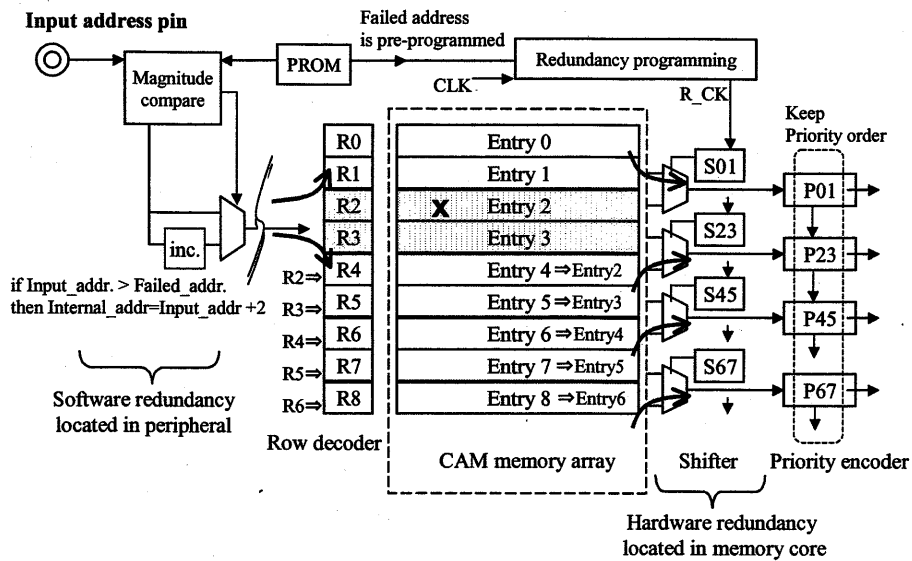 Input address pin
Failed address
is pre-programmed
PROM
Redundancy programming
Magnitude
compare
CLK
R_CK
Keep
Priority order
R0
Entry 0
S01
R1
Entry 1
P01
R2
X
Entry 2
S23
R3
Entry 3
P23
inc.
R2⇒
R4
Entry 4⇒Entry2
S45
if Input_addr. > Failed_addr.
then Internal_addr=Input_addr +2
R3⇒
R5
Entry 5⇒Entry3
P45
R4⇒
R6
Entry 6⇒Entry4
R5⇒
R7
Entry 7⇒Entry5
S67
R6⇒
R8
Entry 8⇒Entry6
P67
Software redundancy
located in peripheral
Row decoder
CAM memory array
Shifter
Priority encoder
Hardware redundancy
located in memory core